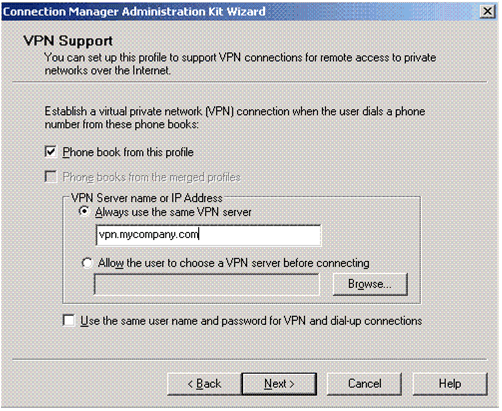 Connection Manager Administration Kit Wizard
VPN Support
You can set up this profile to support VPN connections for remote access to private
networks over the Internet.
Establish a virtual private network (VPN) connection when the user dials a phone
number from these phone books:
Phone book from this profile
Phone books from the merged profiles
VPN Server name or IP Address
Always use the same VPN server
vpn.mycompany.com
Allow the user to choose a VPN server before connecting
Browse...
Use the same user name and password for VPN and dial-up connections
< Back Next > Cancel Help